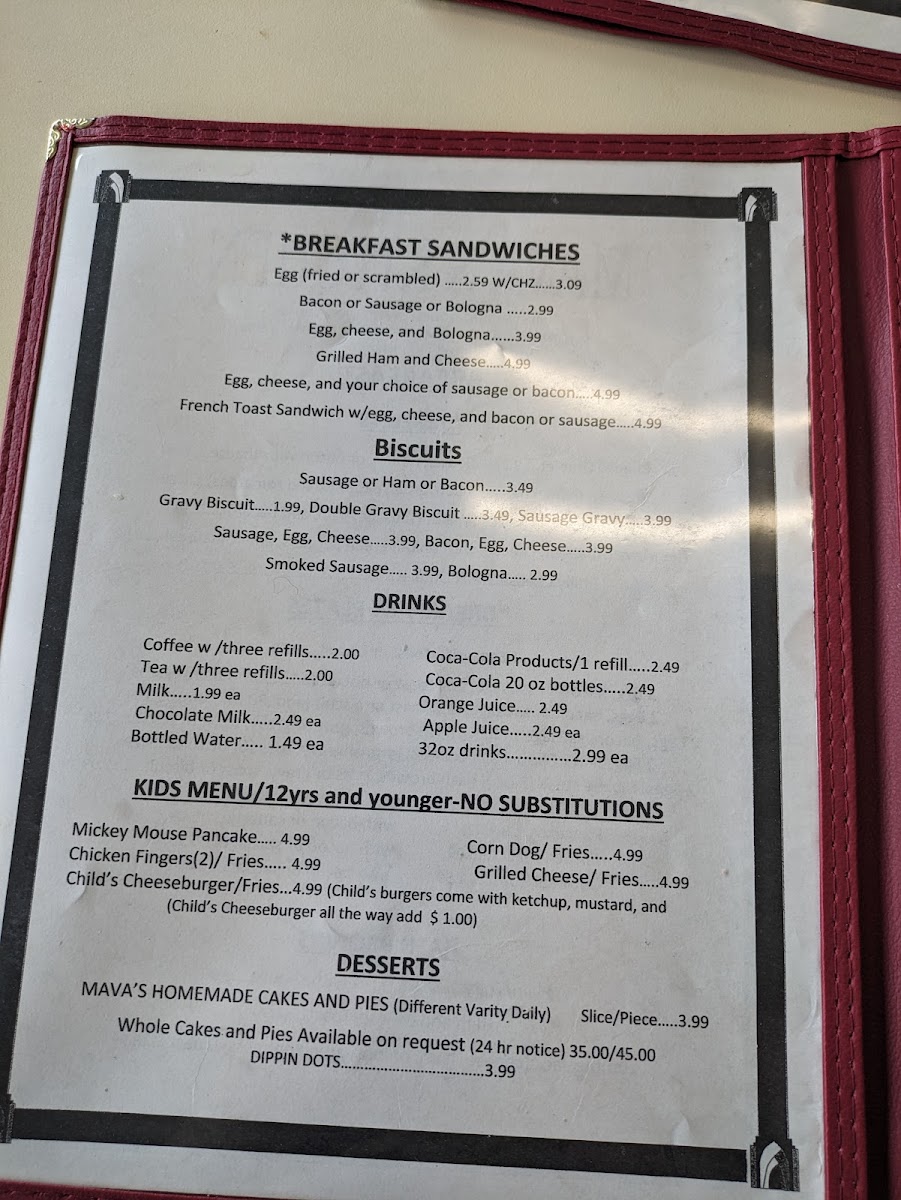 *BREAKFAST SANDWICHES
Egg (fried or scrambled) .....2.59 W/CHZ......3.09
Bacon or Sausage or Bologna .....2.99
Egg, cheese, and Bologna......3.99
Grilled Ham and Cheese.....4.99
Egg, cheese, and your choice of sausage or bacon.....4.99
French Toast Sandwich w/egg, cheese, and bacon or sausage.....4.99
Biscuits
Sausage or Ham or Bacon.....3.49
Gravy Biscuit.....1.99, Double Gravy Biscuit .....3.49, Sausage Gravy.....3.99
Sausage, Egg, Cheese.....3.99, Bacon, Egg, Cheese.....3.99
Smoked Sausage..... 3.99, Bologna..... 2.99
DRINKS
Coffee w /three refills.....2.00
Tea w /three refills.....2.00
Milk.....1.99 ea
Chocolate Milk.....2.49 ea
Bottled Water..... 1.49 ea
Coca-Cola Products/1 refill.....2.49
Coca-Cola 20 oz bottles.....2.49
Orange Juice..... 2.49
Apple Juice.....2.49 ea
32oz drinks...............2.99 ea
KIDS MENU/12yrs and younger-NO SUBSTITUTIONS
Mickey Mouse Pancake..... 4.99
Corn Dog/ Fries.....4.99
Chicken Fingers(2)/ Fries..... 4.99
Grilled Cheese/ Fries.....4.99
Child's Cheeseburger/Fries...4.99 (Child's burgers come with ketchup, mustard, and
(Child's Cheeseburger all the way add $ 1.00)
DESSERTS
MAVA'S HOMEMADE CAKES AND PIES (Different Varity Daily) Slice/Piece.....3.99
Whole Cakes and Pies Available on request (24 hr notice) 35.00/45.00
DIPPIN DOTS..................................3.99